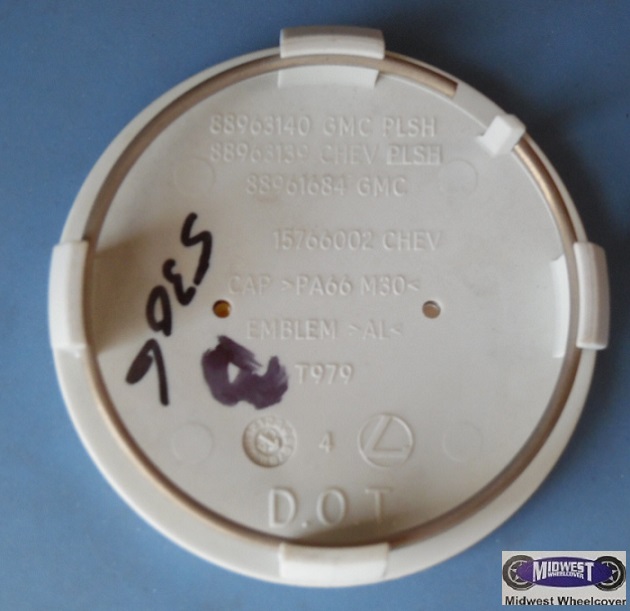 88963140 GMC PLSH
88963139 CHEV PLSH
88961684 GMC
15766002 CHEV
CAP >PA66 M30<
EMBLEM >AL<
T979
4
D.O.T
5306
MIDWEST
WHEELCOVER
Midwest Wheelcover